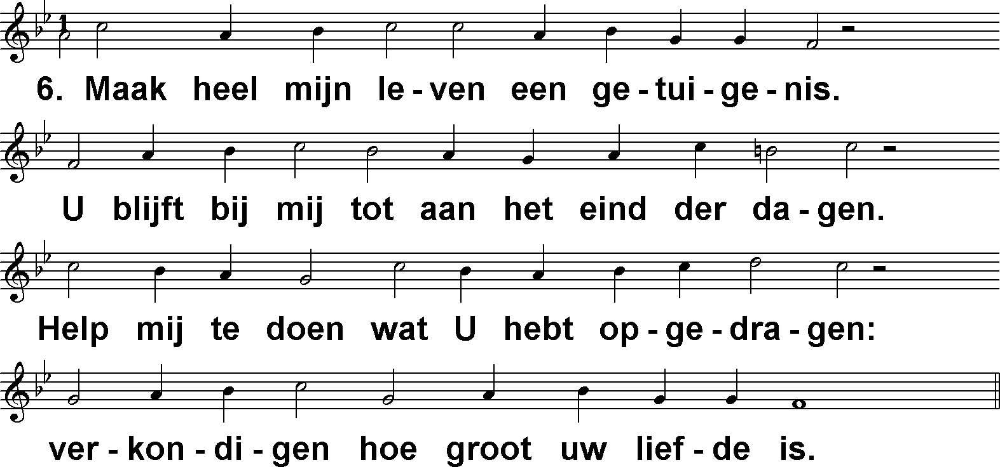 1
6. Maak heel mijn le - ven een ge - tui - ge - nis.
U blijft bij mij tot aan het eind der da - gen.
Help mij te doen wat U hebt op - ge - dra - gen:
ver - kon - di - gen hoe groot uw lief - de is.